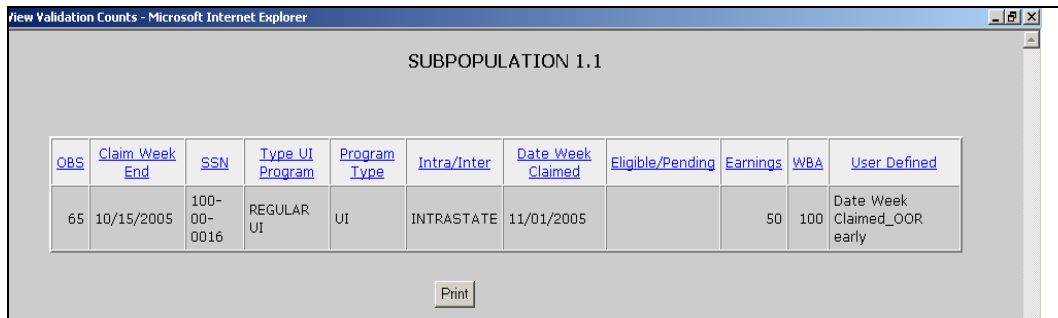 View Validation Counts - Microsoft Internet Explorer
SUBPOPULATION 1.1
OBS Claim Week End SSN Type UI Program Program Type Intra/Inter Date Week Claimed Eligible/Pending Earnings WBA User Defined
65 10/15/2005 100-00-0016 REGULAR UI UI INTRASTATE 11/01/2005 50 100 Date Week Claimed_OOR early
Print